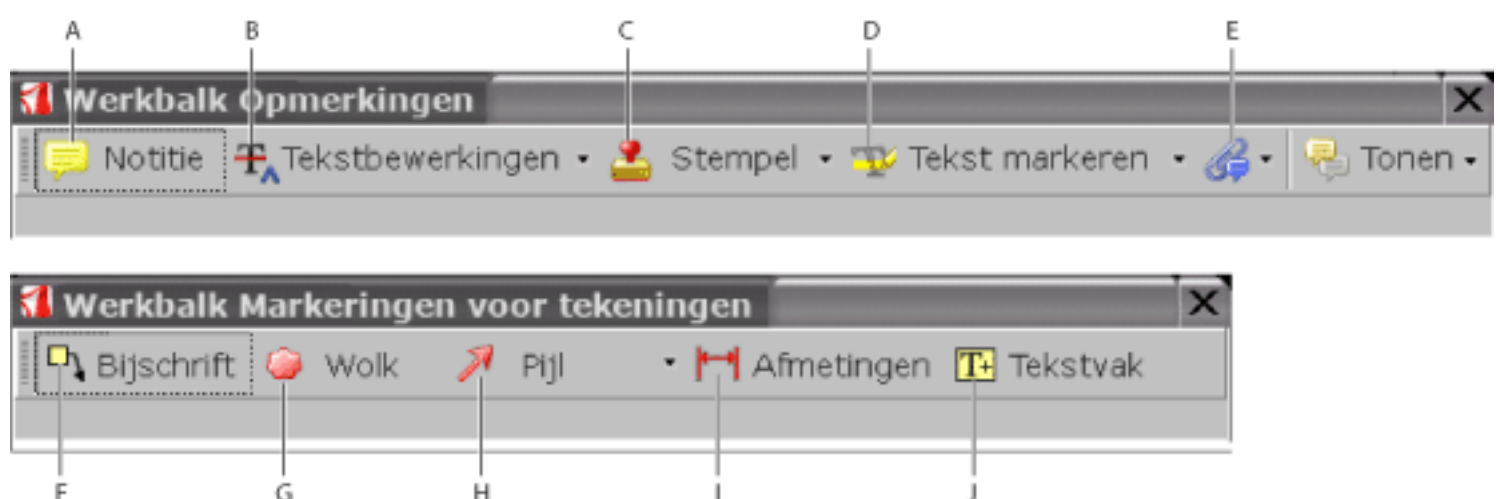 A B C D E
Werkbalk Opmerkingen
Notitie Tekstbewerkingen Stempel Tekst markeren Tonen
Werkbalk Markeringen voor tekeningen
Bijschrift Wolk Pijl Afmetingen T+ Tekstvak
F G H I J